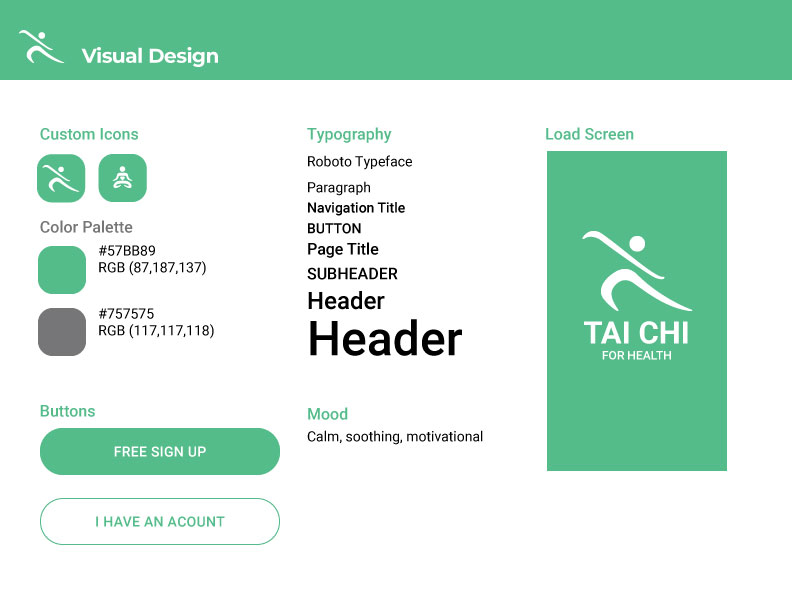 Visual Design
Custom Icons
Color Palette
#57BB89
RGB (87,187,137)
#757575
RGB (117,117,118)
Buttons
FREE SIGN UP
I HAVE AN ACOUNT
Typography
Roboto Typeface
Paragraph
Navigation Title
BUTTON
Page Title
SUBHEADER
Header
Header
Mood
Calm, soothing, motivational
Load Screen
TAI CHI
FOR HEALTH